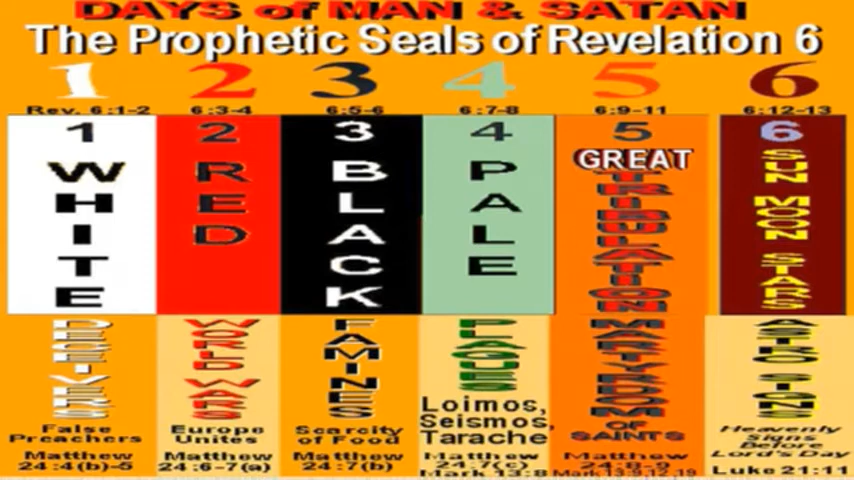 DAYS of MAN & SATAN
The Prophetic Seals of Revelation 6
1 2 3 4 5 6
Rev. 6:1-2 6:3-4 6:5-6 6:7-8 6:9-11 6:12-13
1 WHITE
2 RED
3 BLACK
4 PALE
5 GREAT TRIBULATION
6 SUN MOON STARS
DECEIVERS
False
Preachers
Matthew
24:4(b)-5
WORLD WARS
Europe
Unites
Matthew
24:6-7(a)
FAMINES
Scarcity
of Food
Matthew
24:7(b)
PLAGUES
Loimos,
Seismos,
Tarache
Matthew
24:7(c)
Mark 13:8
MARTYRDOM
OF
SAINTS
Matthew
24:8-9
Mark 13:9,12,19
ASTRO SIGNS
Heavenly
Signs
Before
Lord's Day
Luke 21:11